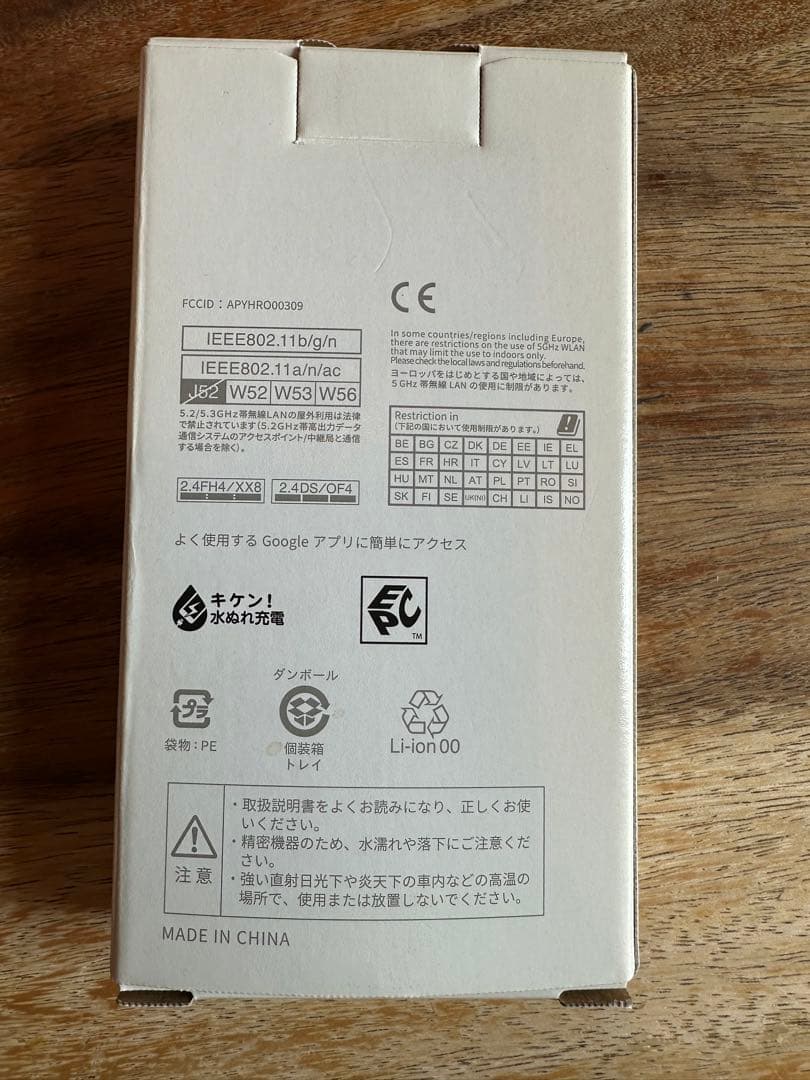 FCCID：APYHRO00309
CE
IEEE802.11b/g/n
IEEE802.11a/n/ac
J52 W52 W53 W56
5.2/5.3GHz帯無線LANの屋外利用は法律
で禁止されています(5.2GHz帯高出力データ
通信システムのアクセスポイント/中継局と通信
する場合を除く)。
2.4FH4/XX8 2.4DS/OF4
In some countries/regions including Europe,
there are restrictions on the use of 5GHz WLAN
that may limit the use to indoors only.
Please check the local laws and regulations beforehand.
ヨーロッパをはじめとする国や地域によっては、
5 GHz 帯無線 LAN の使用に制限があります。
Restriction in
(下記の国において使用制限があります。)
BE BG CZ DK DE EE IE EL
ES FR HR IT CY LV LT LU
HU MT NL AT PL PT RO SI
SK FI SE UK(NI) CH LI IS NO
よく使用する Google アプリに簡単にアクセス
キケン!
水ぬれ充電
EPC
TM
プラ
袋物：PE
ダンボール
個装箱
トレイ
Li-ion 00
注 意
・取扱説明書をよくお読みになり、正しくお使
いください。
・精密機器のため、水濡れや落下にご注意くだ
さい。
・強い直射日光下や炎天下の車内などの高温の
場所で、使用または放置しないでください。
MADE IN CHINA